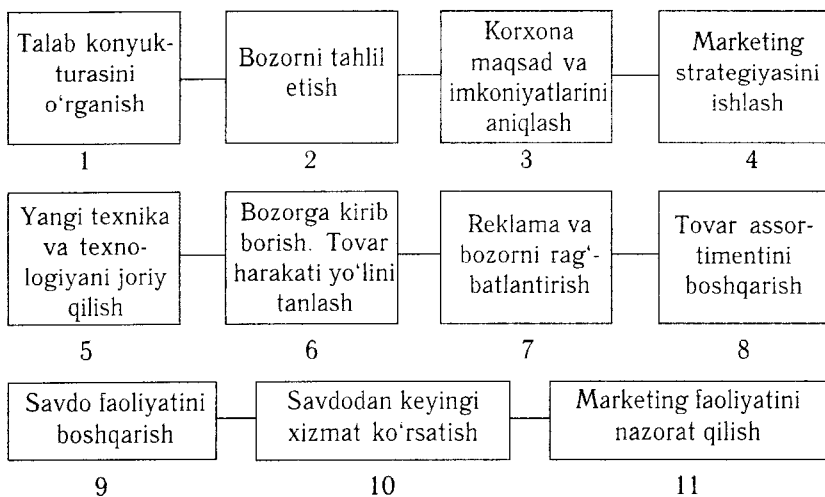 Talab konyuk-
turasini
o‘rganish
1
Bozorni tahlil
etish
2
Korxona
maqsad va
imkoniyatlarini
aniqlash
3
Marketing
strategiyasini
ishlash
4
Yangi texnika
va texno-
logiyani joriy
qilish
5
Bozorga kirib
borish. Tovar
harakati yo‘lini
tanlash
6
Reklama va
bozorni rag‘-
batlantirish
7
Tovar assor-
timentini
boshqarish
8
Savdo faoliyatini
boshqarish
9
Savdodan keyingi
xizmat ko‘rsatish
10
Marketing faoliyatini
nazorat qilish
11